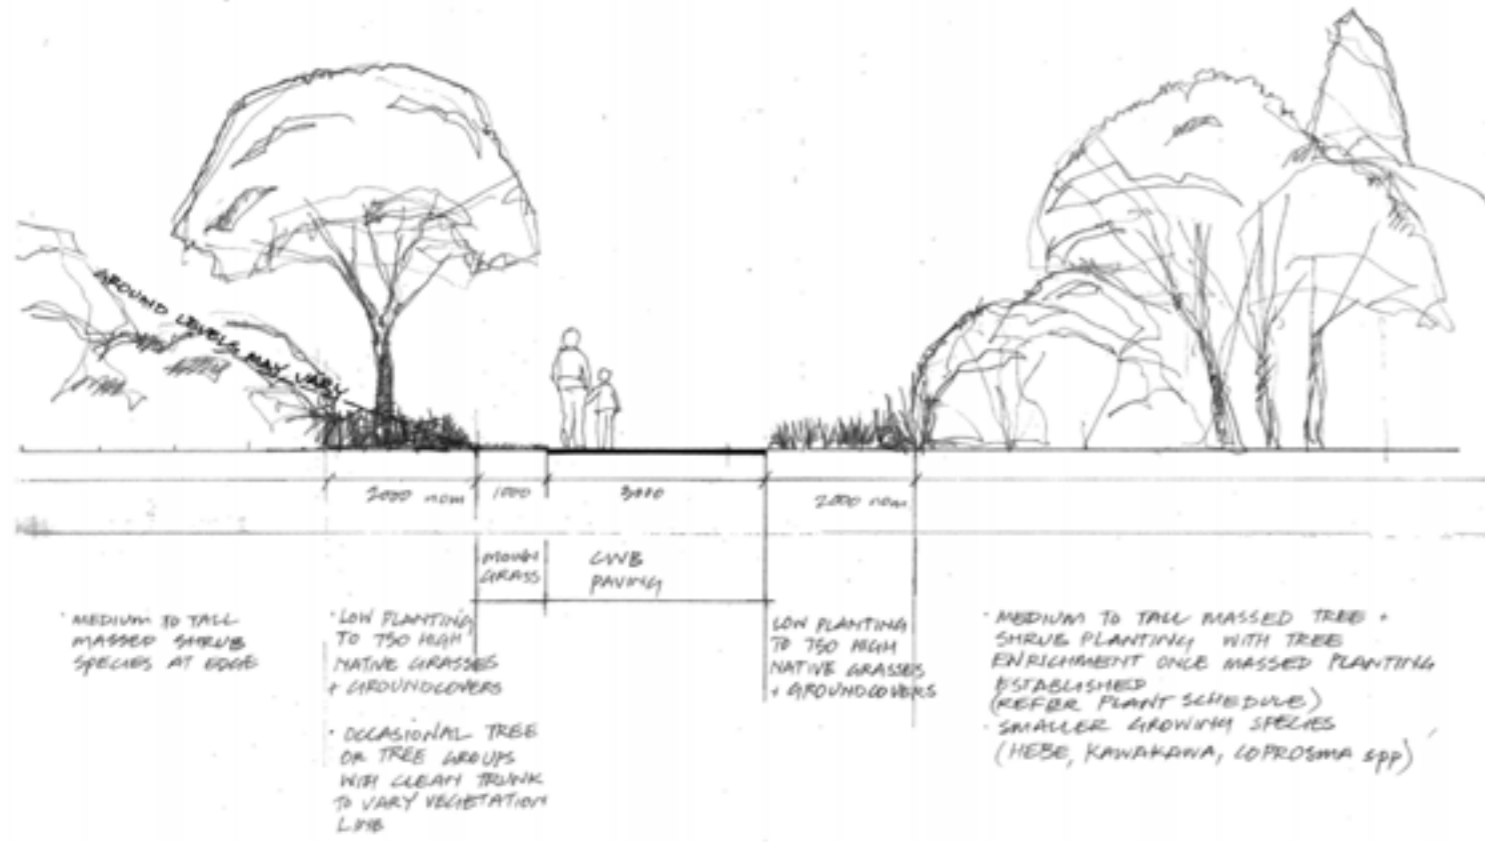 GROUND LEVELS MAY VARY
2000 nom
1000
3000
2000 nom
MOWN
GRASS
CWB
PAVING
· MEDIUM TO TALL
MASSED SHRUB
SPECIES AT EDGE
· LOW PLANTING
TO 750 HIGH
NATIVE GRASSES
+ GROUNDCOVERS
· OCCASIONAL TREE
OR TREE GROUPS
WITH CLEAN TRUNK
TO VARY VEGETATION
LINE
LOW PLANTING
TO 750 HIGH
NATIVE GRASSES
+ GROUNDCOVERS
· MEDIUM TO TALL MASSED TREE +
SHRUB PLANTING WITH TREE
ENRICHMENT ONCE MASSED PLANTING
ESTABLISHED
(REFER PLANT SCHEDULE)
· SMALLER GROWING SPECIES
(HEBE, KAWAKAWA, COPROSMA spp)